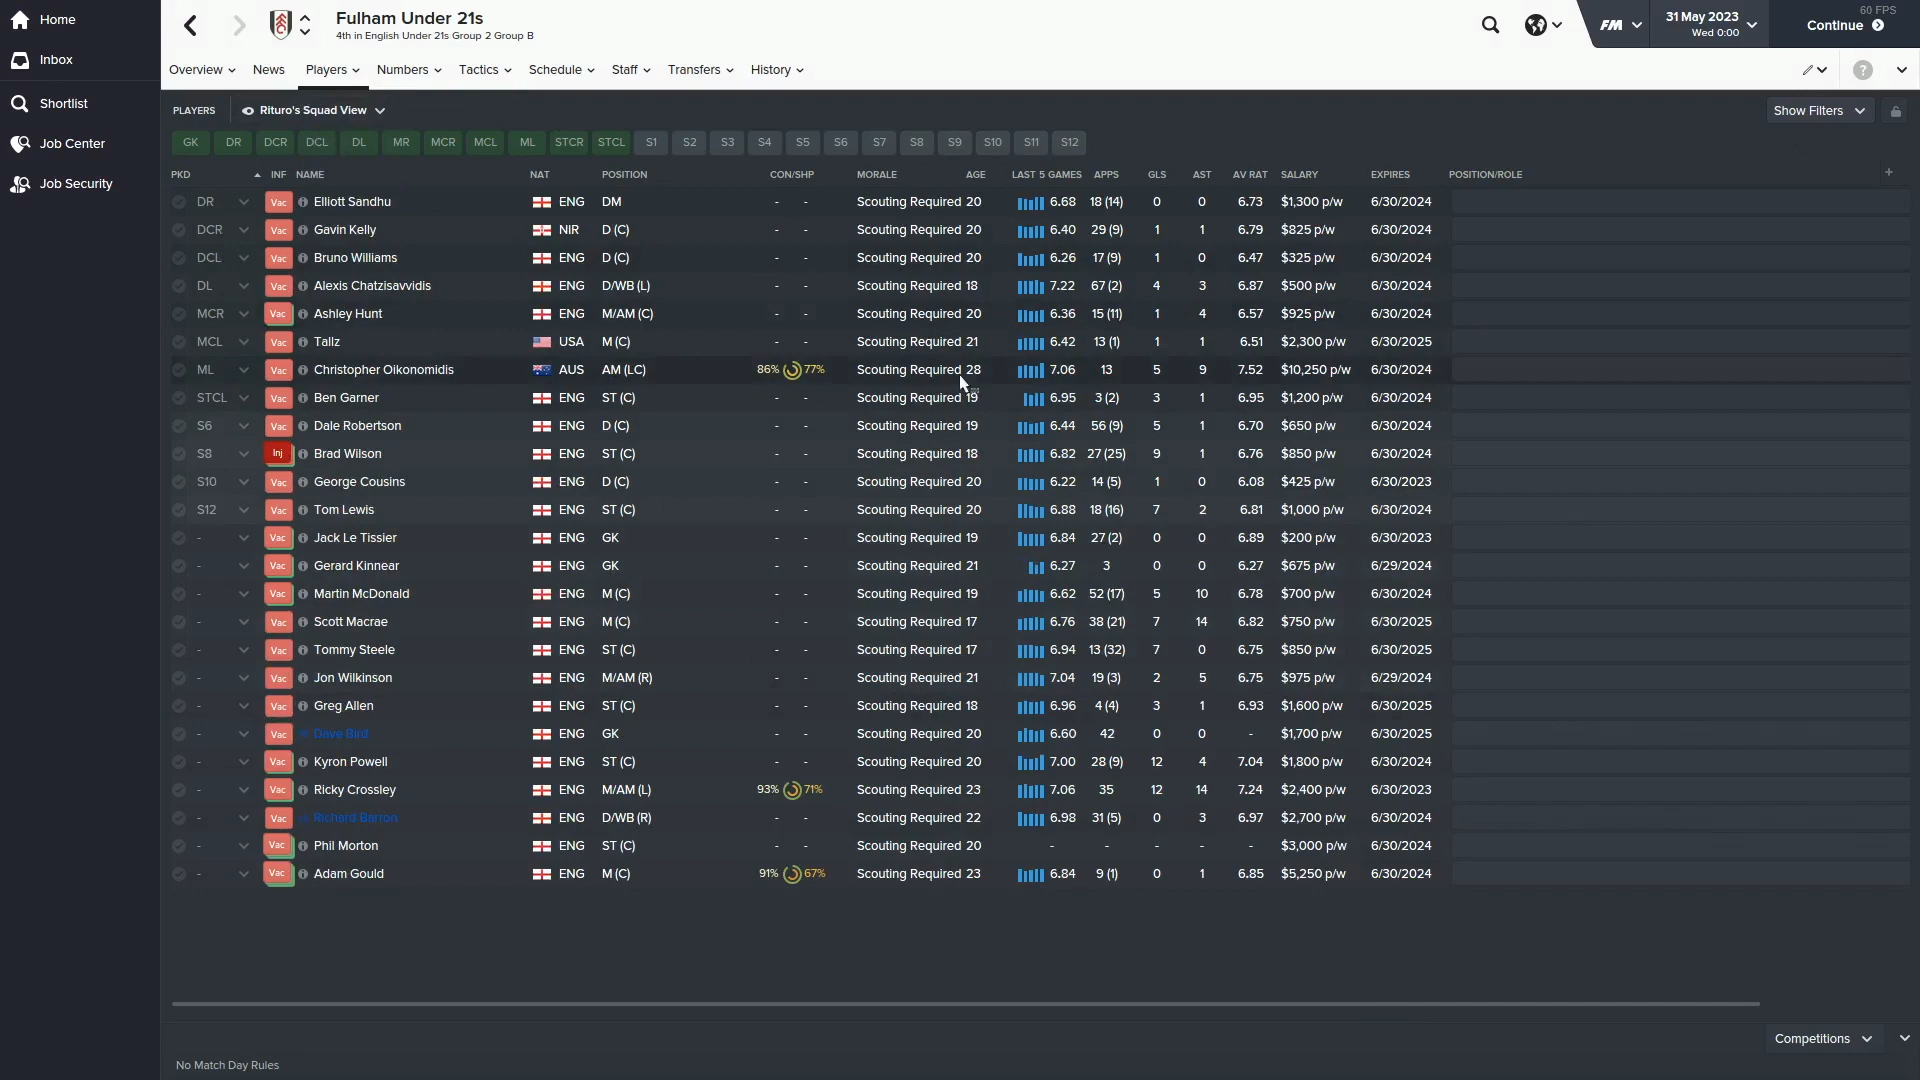 Home
Inbox
Shortlist
Job Center
Job Security
Fulham Under 21s
4th in English Under 21s Group 2 Group B
FM
31 May 2023
Wed 0:00
60 FPS
Continue
Overview News Players Numbers Tactics Schedule Staff Transfers History
?
PLAYERS Rituro's Squad View Show Filters
GK DR DCR DCL DL MR MCR MCL ML STCR STCL S1 S2 S3 S4 S5 S6 S7 S8 S9 S10 S11 S12
PKD INF NAME NAT POSITION CON/SHP MORALE AGE LAST 5 GAMES APPS GLS AST AV RAT SALARY EXPIRES POSITION/ROLE +
DR Vac Elliott Sandhu ENG DM - - Scouting Required 20 6.68 18 (14) 0 0 6.73 $1,300 p/w 6/30/2024
DCR Vac Gavin Kelly NIR D (C) - - Scouting Required 20 6.40 29 (9) 1 1 6.79 $825 p/w 6/30/2024
DCL Vac Bruno Williams ENG D (C) - - Scouting Required 20 6.26 17 (9) 1 0 6.47 $325 p/w 6/30/2024
DL Vac Alexis Chatzisavvidis ENG D/WB (L) - - Scouting Required 18 7.22 67 (2) 4 3 6.87 $500 p/w 6/30/2025
MCR Vac Ashley Hunt ENG M/AM (C) - - Scouting Required 20 6.36 15 (11) 1 4 6.57 $925 p/w 6/30/2024
MCL Vac Tallz USA M (C) - - Scouting Required 21 6.42 13 (1) 1 1 6.51 $2,300 p/w 6/30/2025
ML Vac Christopher Oikonomidis AUS AM (LC) 86% 77% Scouting Required 28 7.06 13 5 9 7.52 $10,250 p/w 6/30/2024
STCL Vac Ben Garner ENG ST (C) - - Scouting Required 19 6.95 3 (2) 3 1 6.95 $1,200 p/w 6/30/2024
S6 Vac Dale Robertson ENG D (C) - - Scouting Required 19 6.44 56 (9) 5 1 6.70 $650 p/w 6/30/2024
S8 Inj Brad Wilson ENG ST (C) - - Scouting Required 18 6.82 27 (25) 9 1 6.76 $850 p/w 6/30/2024
S10 Vac George Cousins ENG D (C) - - Scouting Required 20 6.22 14 (5) 1 0 6.08 $425 p/w 6/30/2023
S12 Vac Tom Lewis ENG ST (C) - - Scouting Required 20 6.88 18 (16) 7 2 6.81 $1,000 p/w 6/30/2024
- Vac Jack Le Tissier ENG GK - - Scouting Required 19 6.84 27 (2) 0 0 6.89 $200 p/w 6/30/2023
- Vac Gerard Kinnear ENG GK - - Scouting Required 21 6.27 3 0 0 6.27 $675 p/w 6/29/2024
- Vac Martin McDonald ENG M (C) - - Scouting Required 19 6.62 52 (17) 5 10 6.78 $700 p/w 6/30/2024
- Vac Scott Macrae ENG M (C) - - Scouting Required 17 6.76 38 (21) 7 14 6.82 $750 p/w 6/30/2025
- Vac Tommy Steele ENG ST (C) - - Scouting Required 17 6.94 13 (32) 7 0 6.75 $850 p/w 6/30/2025
- Vac Jon Wilkinson ENG M/AM (R) - - Scouting Required 21 7.04 19 (3) 2 5 6.75 $975 p/w 6/29/2024
- Vac Greg Allen ENG ST (C) - - Scouting Required 18 6.96 4 (4) 3 1 6.93 $1,600 p/w 6/30/2025
- Vac Dave Bird ENG GK - - Scouting Required 20 6.60 42 0 0 - $1,700 p/w 6/30/2025
- Vac Kyron Powell ENG ST (C) - - Scouting Required 20 7.00 28 (9) 12 4 7.04 $1,800 p/w 6/30/2024
- Vac Ricky Crossley ENG M/AM (L) 93% 71% Scouting Required 23 7.06 35 12 14 7.24 $2,400 p/w 6/30/2023
- Vac Richard Barron ENG D/WB (R) - - Scouting Required 22 6.98 31 (5) 0 3 6.97 $2,700 p/w 6/30/2024
- Vac Phil Morton ENG ST (C) - - Scouting Required 20 - - - - - $3,000 p/w 6/30/2024
- Vac Adam Gould ENG M (C) 91% 67% Scouting Required 23 6.84 9 (1) 0 1 6.85 $5,250 p/w 6/30/2024
Competitions
No Match Day Rules